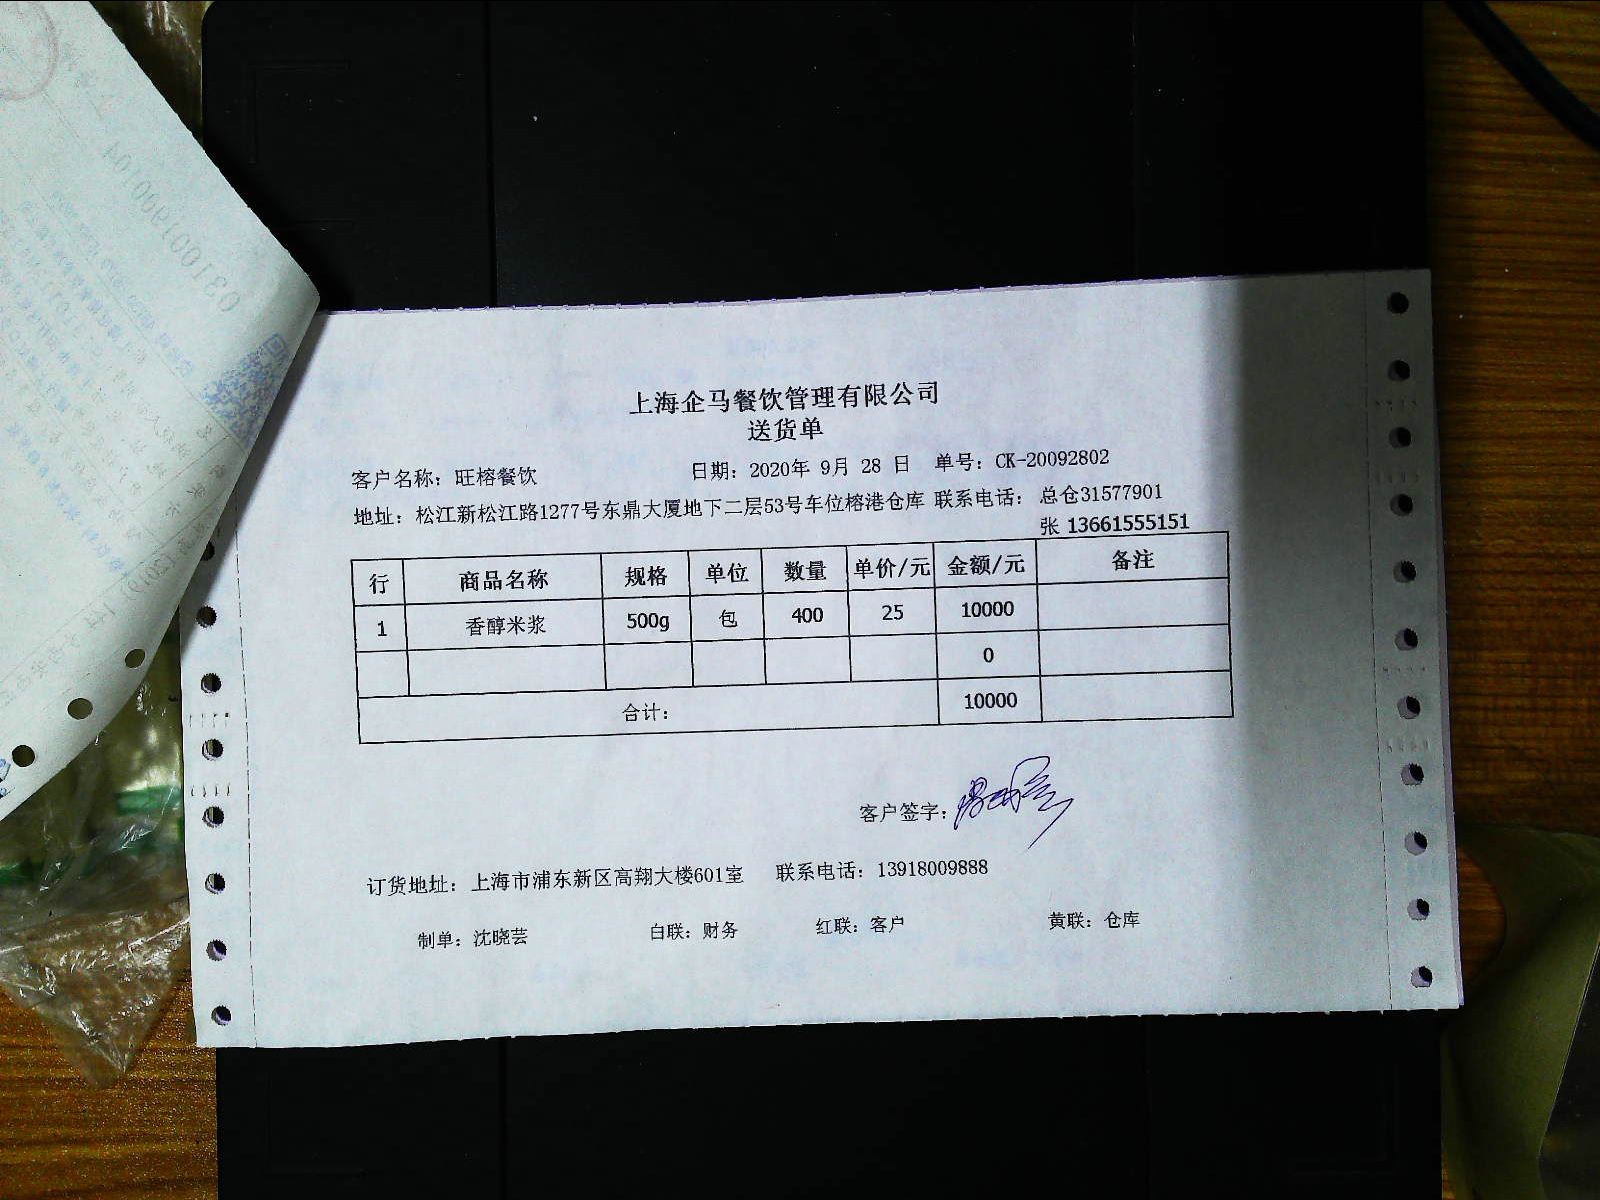 上海企马餐饮管理有限公司
送货单
客户名称：旺榕餐饮 日期：2020年 9月 28 日 单号：CK-20092802
地址：松江新松江路1277号东鼎大厦地下二层53号车位榕港仓库 联系电话：总仓31577901
张 13661555151
行 商品名称 规格 单位 数量 单价/元 金额/元 备注
1 香醇米浆 500g 包 400 25 10000
0
合计： 10000
客户签字：
订货地址：上海市浦东新区高翔大楼601室 联系电话：13918009888
制单：沈晓芸 白联：财务 红联：客户 黄联：仓库